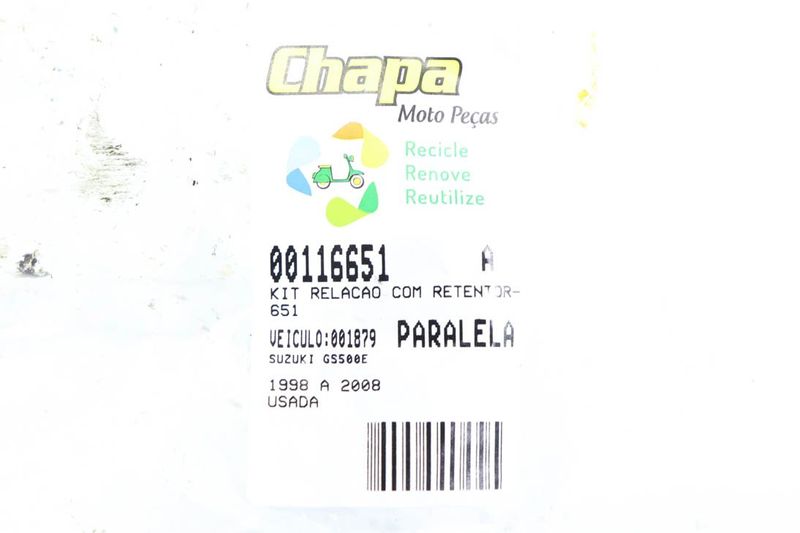 Chapa
Moto Peças
Recicle
Renove
Reutilize
00116651 A
KIT RELACAO COM RETENTOR-
651
VEICULO:001879 PARALELA
SUZUKI GS500E
1998 A 2008
USADA